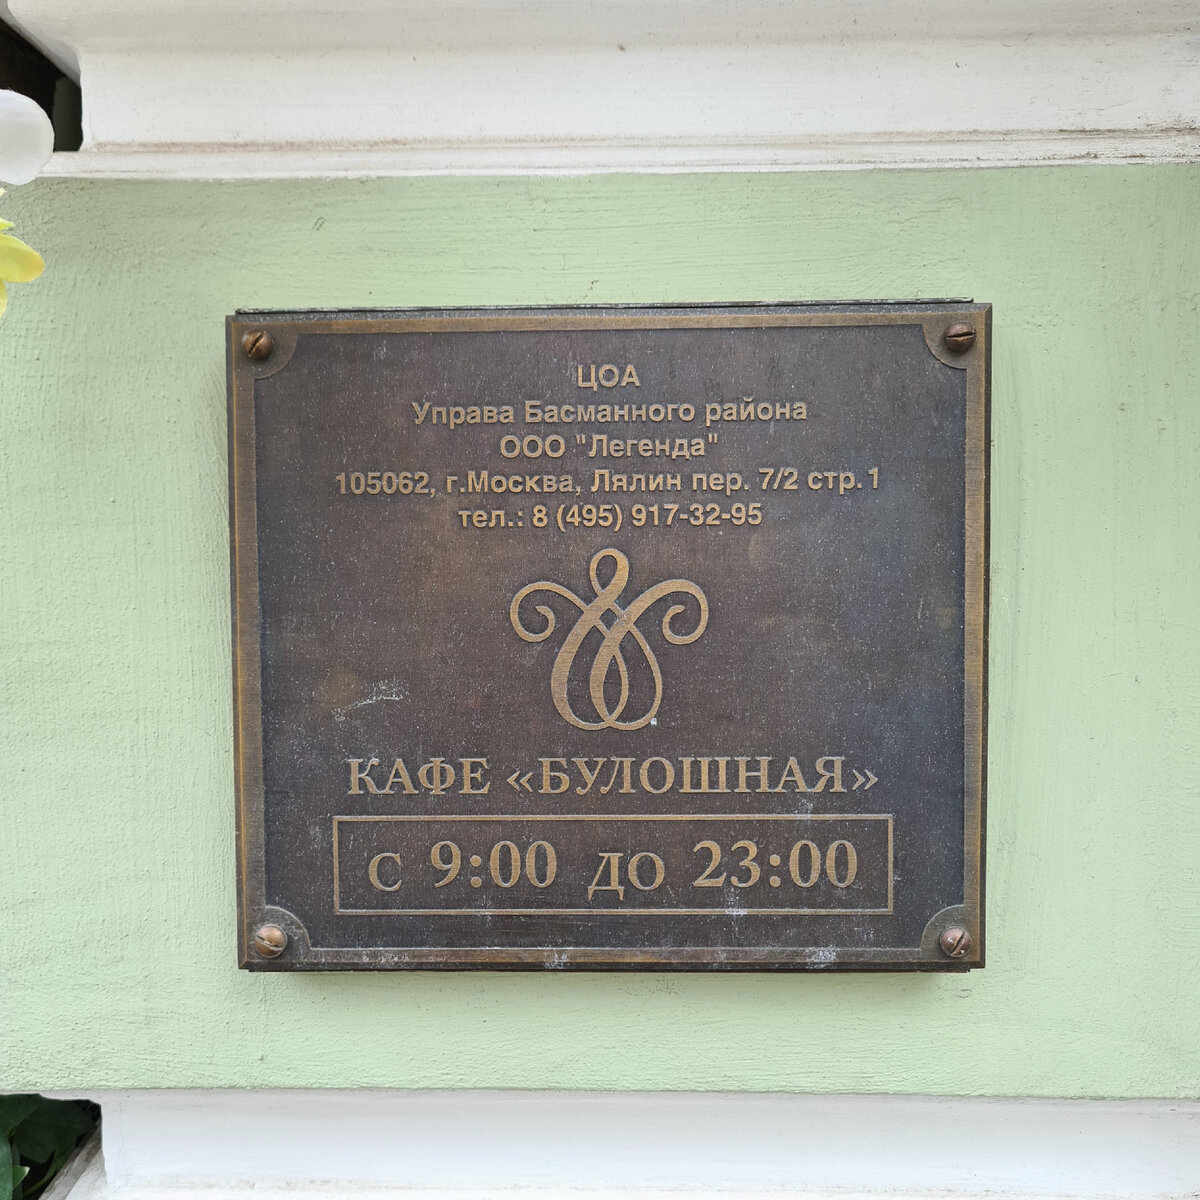 ЦОА
Управа Басманного района
ООО "Легенда"
105062, г.Москва, Лялин пер. 7/2 стр.1
тел.: 8 (495) 917-32-95
КАФЕ «БУЛОШНАЯ»
С 9:00 ДО 23:00